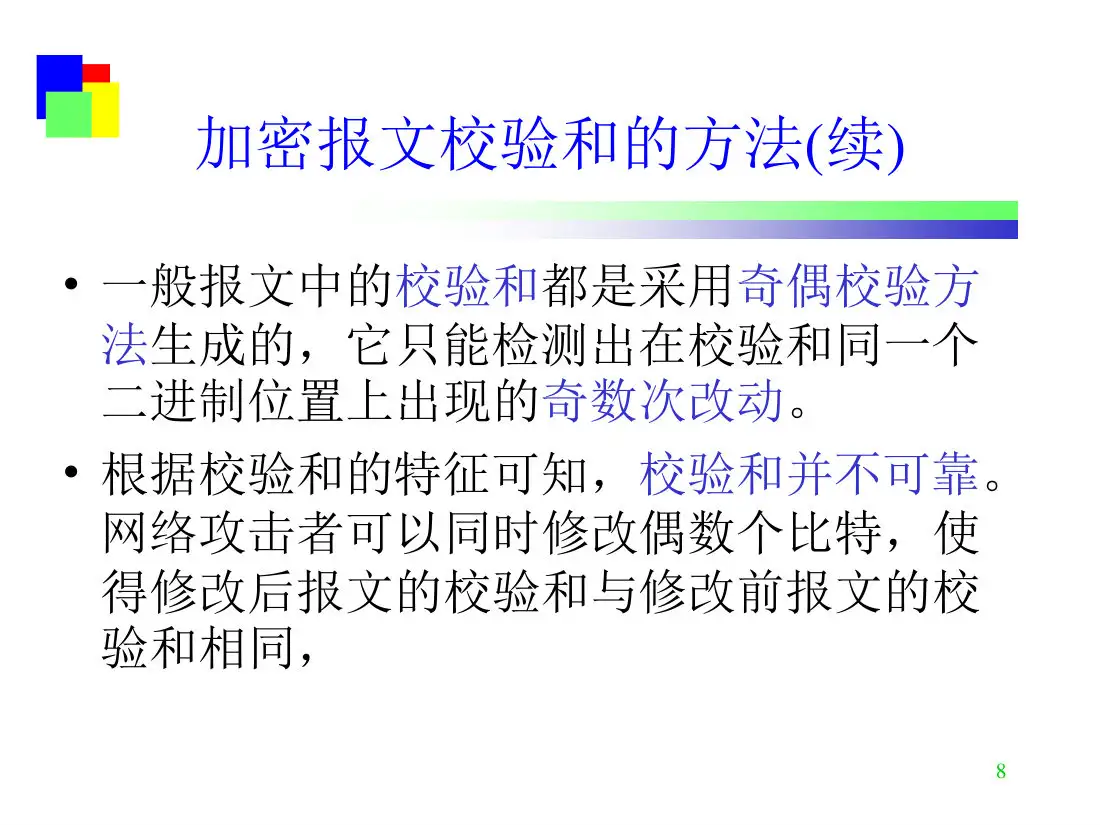 加密报文校验和的方法(续)
• 一般报文中的校验和都是采用奇偶校验方
法生成的，它只能检测出在校验和同一个
二进制位置上出现的奇数次改动。
• 根据校验和的特征可知，校验和并不可靠。
网络攻击者可以同时修改偶数个比特，使
得修改后报文的校验和与修改前报文的校
验和相同，
8